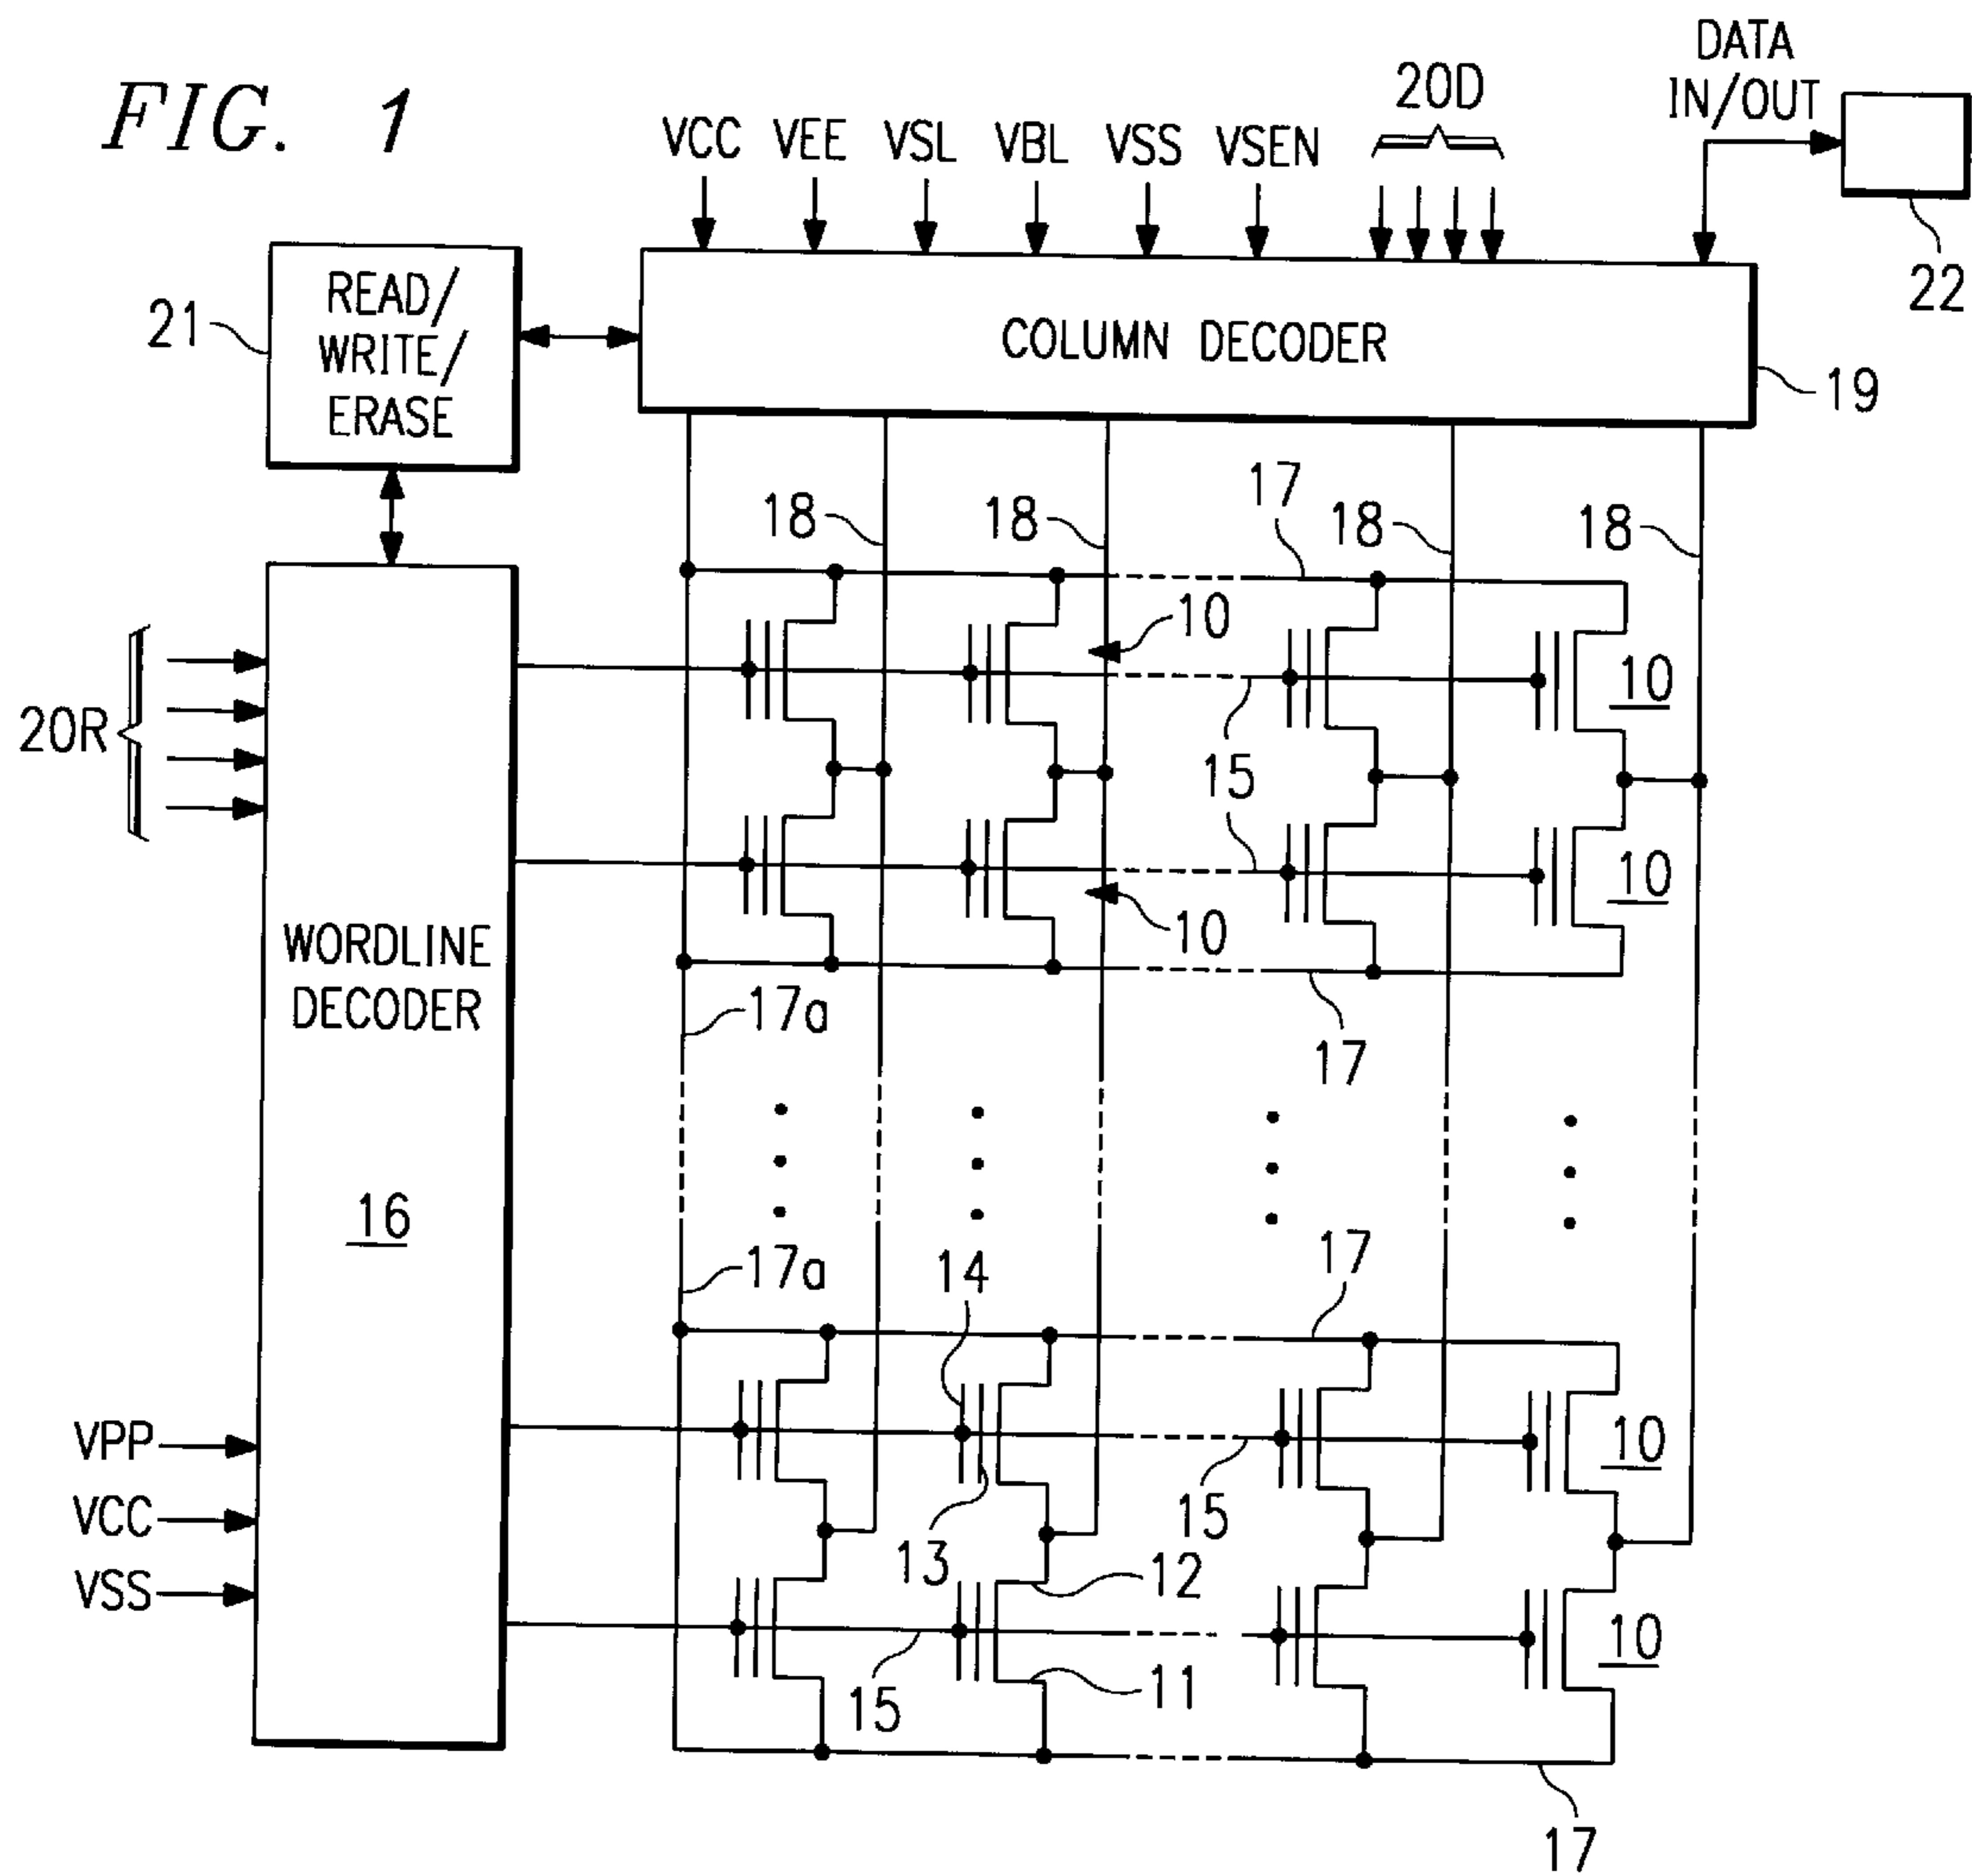 FIG. 1
DATA
IN/OUT
20D
VCC VEE VSL VBL VSS VSEN
22
READ/
WRITE/
ERASE
21
COLUMN DECODER
19
18
18
17
18
18
10
10
20R
15
10
10
WORDLINE
DECODER
17a
17
16
17a
14
17
VPP
10
15
VCC
13
12
VSS
10
15
11
17